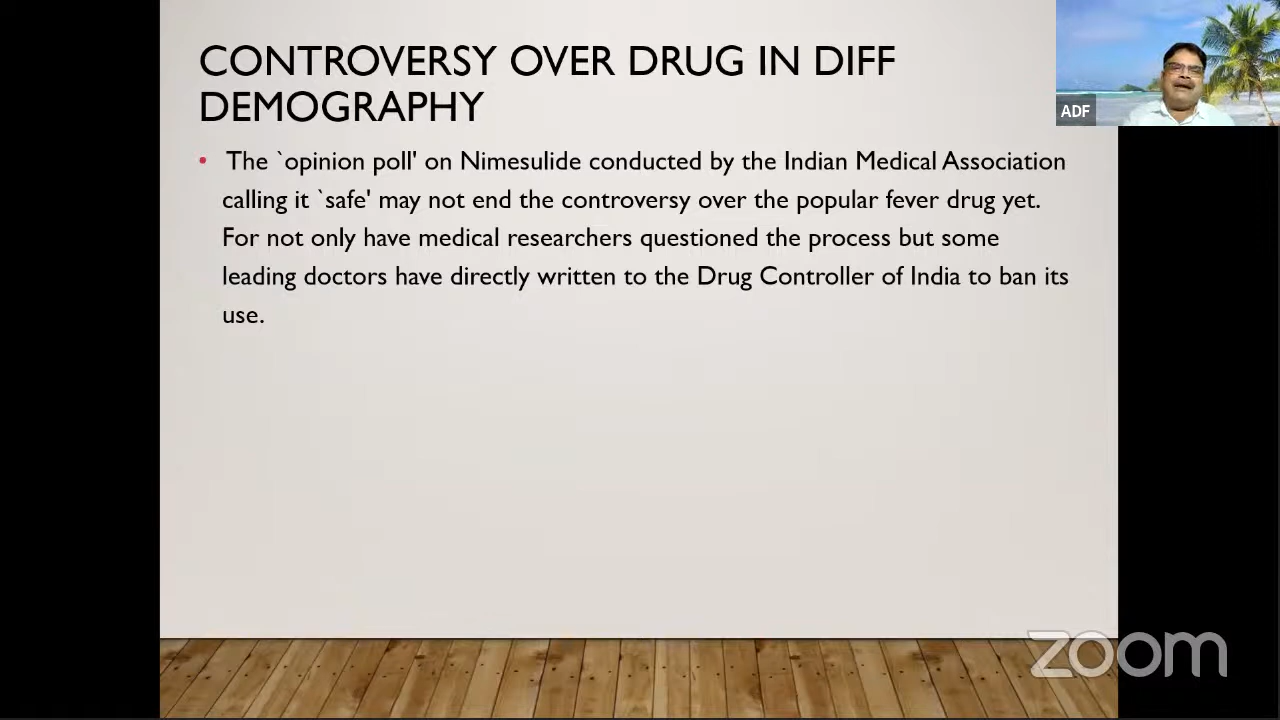 CONTROVERSY OVER DRUG IN DIFF
DEMOGRAPHY
• The `opinion poll' on Nimesulide conducted by the Indian Medical Association
calling it `safe' may not end the controversy over the popular fever drug yet.
For not only have medical researchers questioned the process but some
leading doctors have directly written to the Drug Controller of India to ban its
use.
ADF
zoom